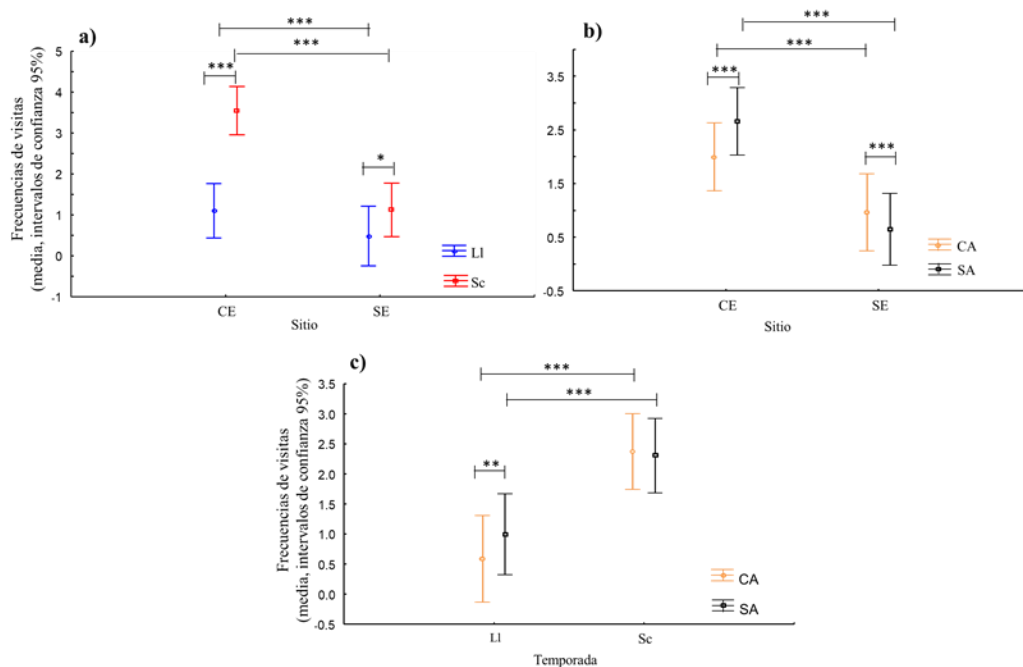 a)
***
***
***
*
Frecuencias de visitas
(media, intervalos de confianza 95%)
5
4
3
2
1
0
-1
CE
SE
Sitio
Ll
Sc
b)
***
***
***
***
3.5
2.5
1.5
0.5
-0.5
CE
SE
Sitio
CA
SA
c)
***
***
**
Frecuencias de visitas
(media, intervalos de confianza 95%)
3.5
3.0
2.5
2.0
1.5
1.0
0.5
0.0
-0.5
Ll
Sc
Temporada
CA
SA